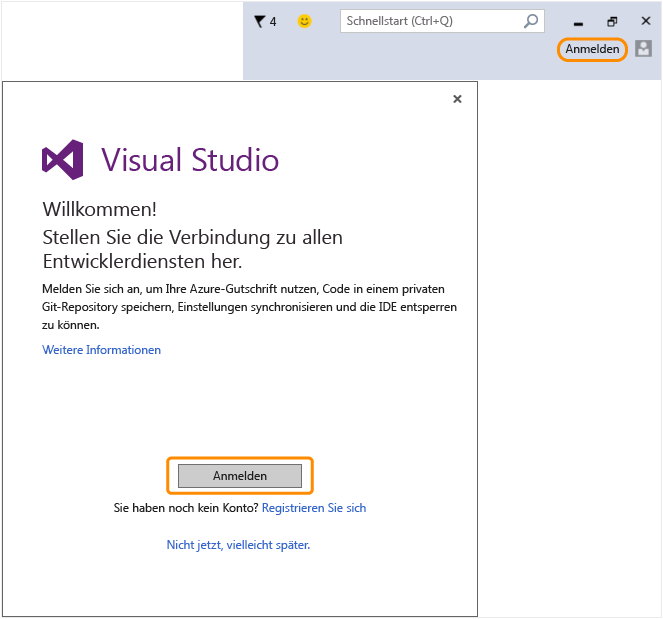 4
Schnellstart (Ctrl+Q)
Anmelden
Visual Studio
Willkommen!
Stellen Sie die Verbindung zu allen
Entwicklerdiensten her.
Melden Sie sich an, um Ihre Azure-Gutschrift nutzen, Code in einem privaten
Git-Repository speichern, Einstellungen synchronisieren und die IDE entsperren
zu können.
Weitere Informationen
Anmelden
Sie haben noch kein Konto? Registrieren Sie sich
Nicht jetzt, vielleicht später.